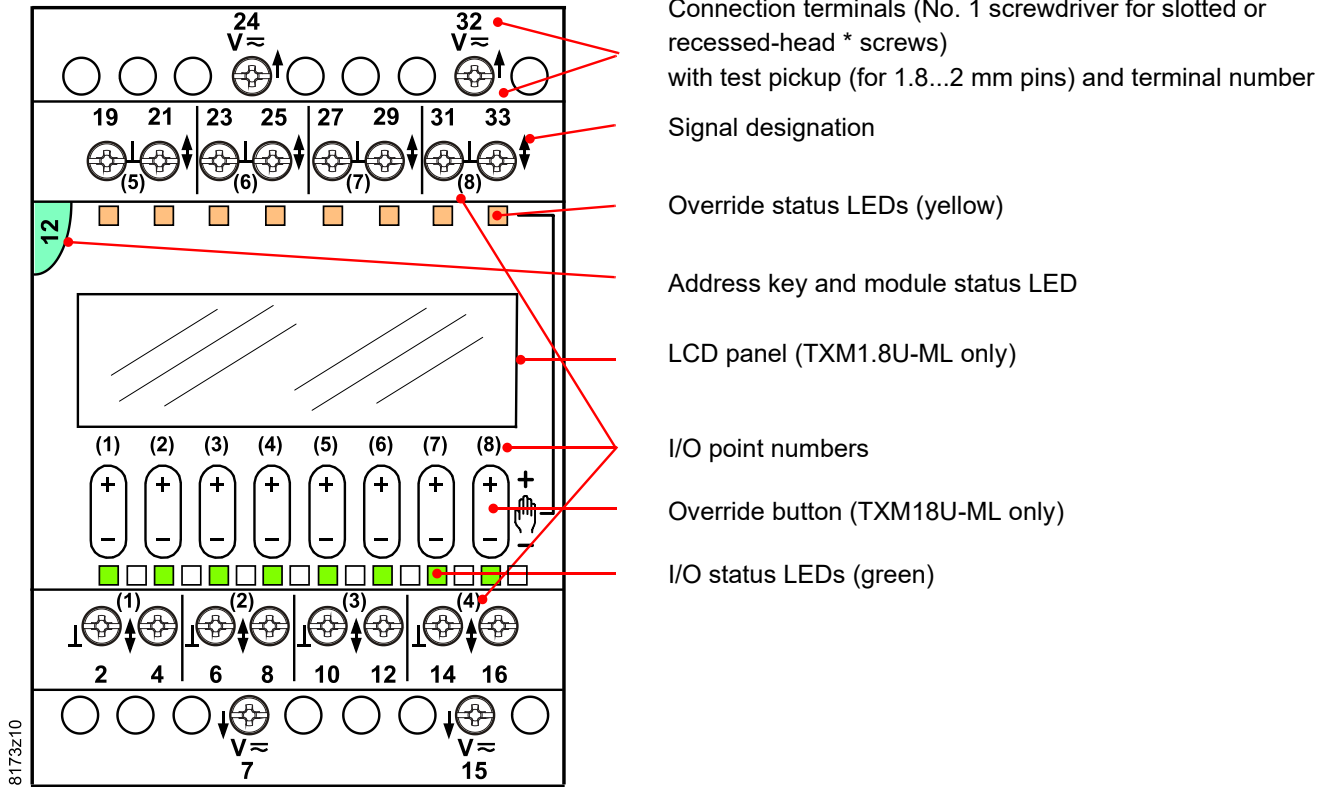 24
V≂
32
V≂
19 21 23 25 27 29 31 33
(5) (6) (7) (8)
12
(1) (2) (3) (4) (5) (6) (7) (8)
+ + + + + + + + +
− − − − − − − − −
(1) (2) (3) (4)
2 4 6 8 10 12 14 16
V≂
7
V≂
15
8173z10
Connection terminals (No. 1 screwdriver for slotted or
recessed-head * screws)
with test pickup (for 1.8...2 mm pins) and terminal number
Signal designation
Override status LEDs (yellow)
Address key and module status LED
LCD panel (TXM1.8U-ML only)
I/O point numbers
Override button (TXM18U-ML only)
I/O status LEDs (green)